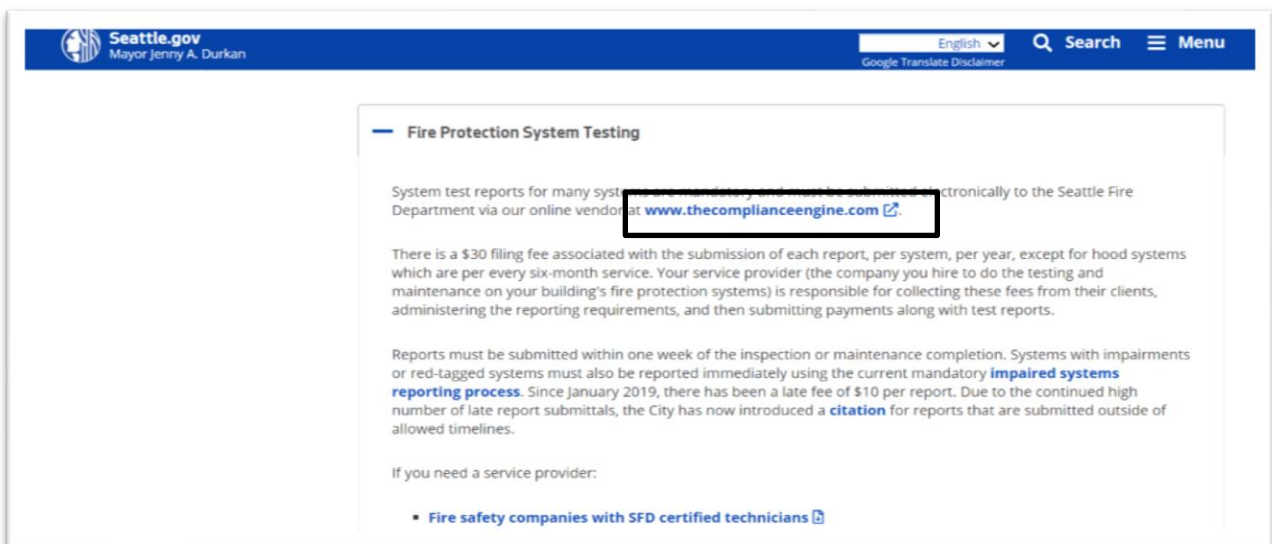 Seattle.gov
Mayor Jenny A. Durkan
English
Google Translate Disclaimer
Search
Menu
Fire Protection System Testing
System test reports for many systems are mandatory and must be submitted electronically to the Seattle Fire
Department via our online vendor at www.thecomplianceengine.com.
There is a $30 filing fee associated with the submission of each report, per system, per year, except for hood systems
which are per every six-month service. Your service provider (the company you hire to do the testing and
maintenance on your building's fire protection systems) is responsible for collecting these fees from their clients,
administering the reporting requirements, and then submitting payments along with test reports.
Reports must be submitted within one week of the inspection or maintenance completion. Systems with impairments
or red-tagged systems must also be reported immediately using the current mandatory impaired systems
reporting process. Since January 2019, there has been a late fee of $10 per report. Due to the continued high
number of late report submittals, the City has now introduced a citation for reports that are submitted outside of
allowed timelines.
If you need a service provider:
▪ Fire safety companies with SFD certified technicians